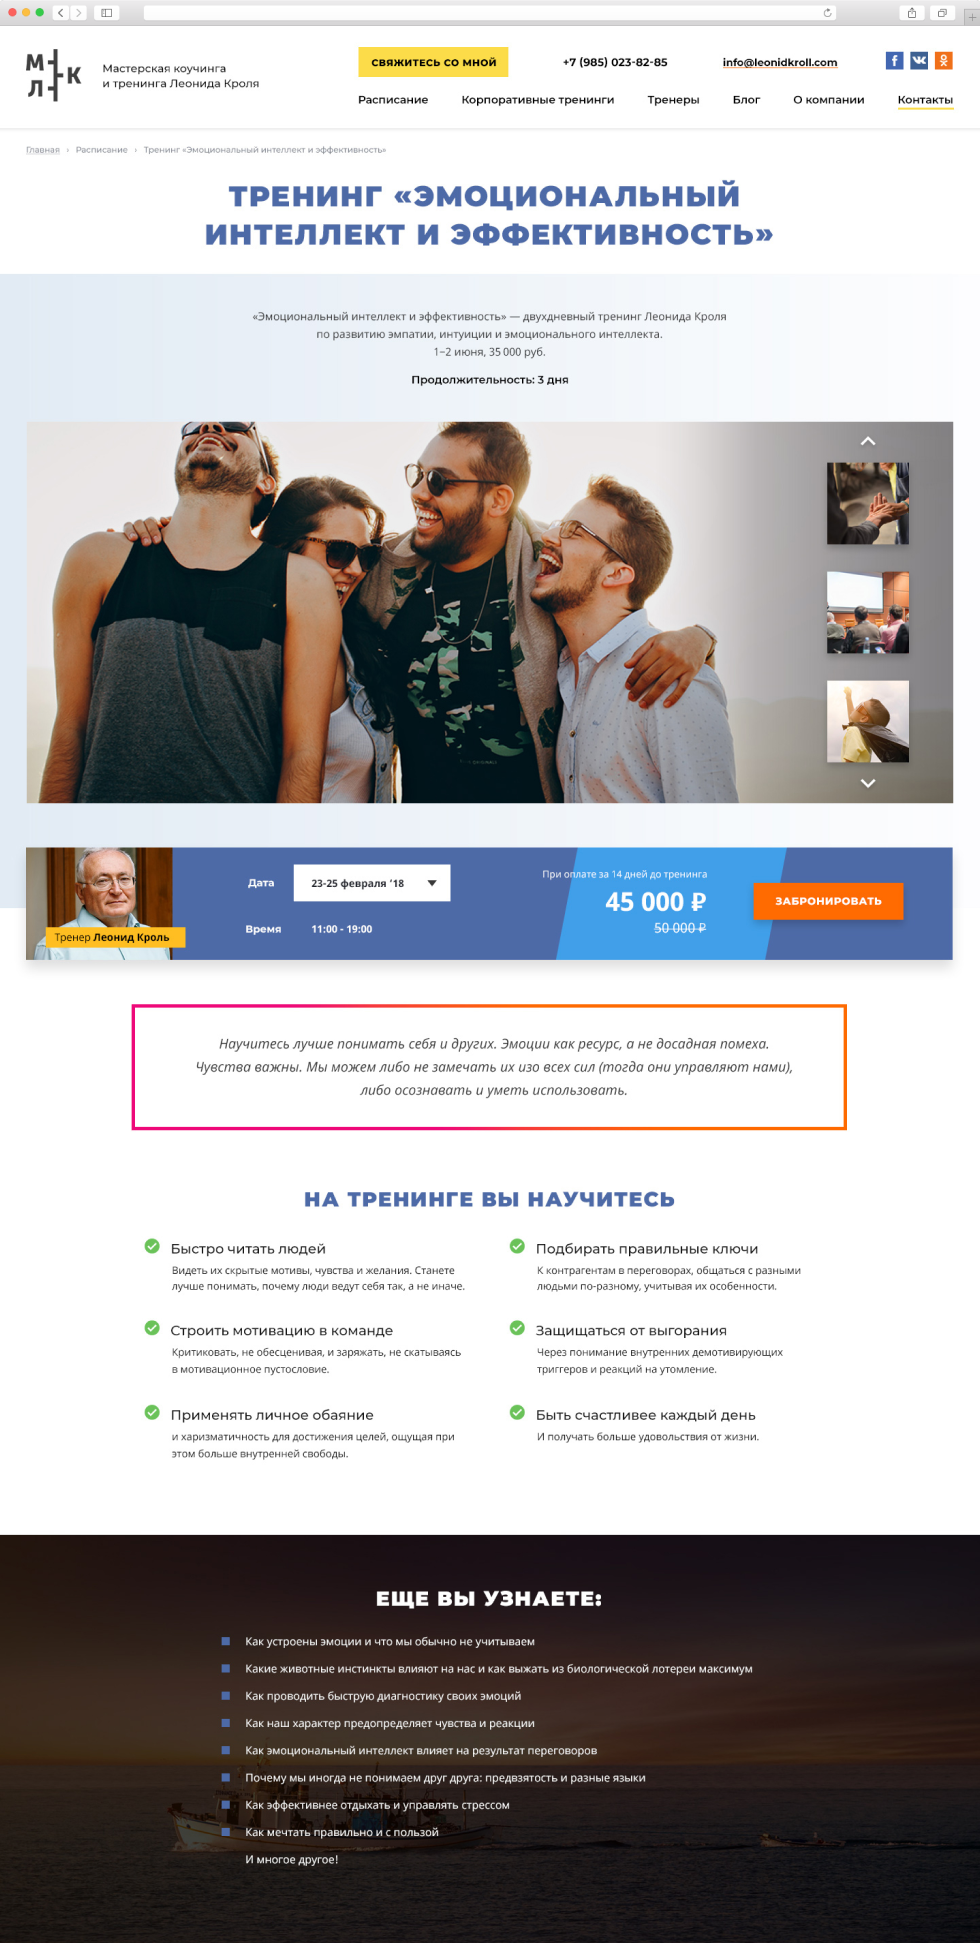 М
К
Л
Мастерская коучинга
и тренинга Леонида Кроля
СВЯЖИТЕСЬ СО МНОЙ
+7 (985) 023-82-85
info@leonidkroll.com
Расписание
Корпоративные тренинги
Тренеры
Блог
О компании
Контакты
Главная › Расписание › Тренинг «Эмоциональный интеллект и эффективность»
ТРЕНИНГ «ЭМОЦИОНАЛЬНЫЙ
ИНТЕЛЛЕКТ И ЭФФЕКТИВНОСТЬ»
«Эмоциональный интеллект и эффективность» — двухдневный тренинг Леонида Кроля
по развитию эмпатии, интуиции и эмоционального интеллекта.
1–2 июня, 35 000 руб.
Продолжительность: 3 дня
Тренер Леонид Кроль
Дата
23-25 февраля ‘18
Время
11:00 - 19:00
При оплате за 14 дней до тренинга
45 000 ₽
50 000 ₽
ЗАБРОНИРОВАТЬ
Научитесь лучше понимать себя и других. Эмоции как ресурс, а не досадная помеха.
Чувства важны. Мы можем либо не замечать их изо всех сил (тогда они управляют нами),
либо осознавать и уметь использовать.
НА ТРЕНИНГЕ ВЫ НАУЧИТЕСЬ
Быстро читать людей
Видеть их скрытые мотивы, чувства и желания. Станете
лучше понимать, почему люди ведут себя так, а не иначе.
Подбирать правильные ключи
К контрагентам в переговорах, общаться с разными
людьми по-разному, учитывая их особенности.
Строить мотивацию в команде
Критиковать, не обесценивая, и заряжать, не скатываясь
в мотивационное пустословие.
Защищаться от выгорания
Через понимание внутренних демотивирующих
триггеров и реакций на утомление.
Применять личное обаяние
и харизматичность для достижения целей, ощущая при
этом больше внутренней свободы.
Быть счастливее каждый день
И получать больше удовольствия от жизни.
ЕЩЕ ВЫ УЗНАЕТЕ:
Как устроены эмоции и что мы обычно не учитываем
Какие животные инстинкты влияют на нас и как выжать из биологической лотереи максимум
Как проводить быструю диагностику своих эмоций
Как наш характер предопределяет чувства и реакции
Как эмоциональный интеллект влияет на результат переговоров
Почему мы иногда не понимаем друг друга: предвзятость и разные языки
Как эффективнее отдыхать и управлять стрессом
Как мечтать правильно и с пользой
И многое другое!